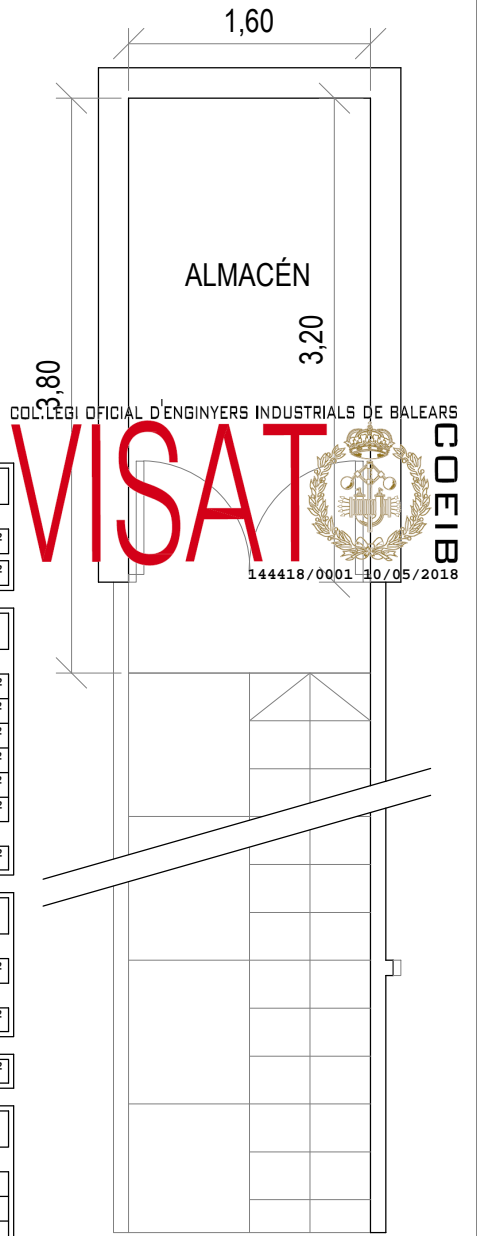 1,60
ALMACÉN
3,20
3,80
COL.LEGI OFICIAL D'ENGINYERS INDUSTRIALS DE BALEARS
VISAT
COEIB
144418/0001 10/05/2018